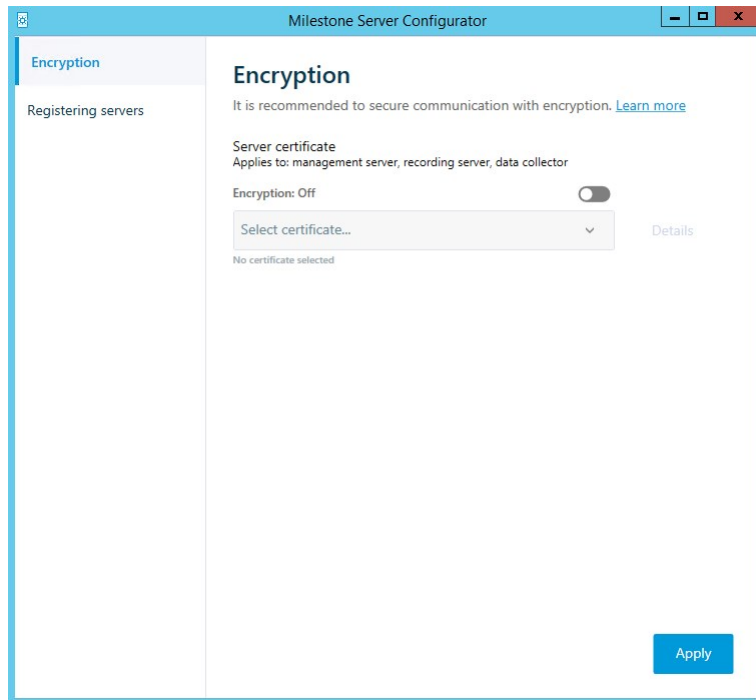 Milestone Server Configurator
Encryption
Registering servers
Encryption
It is recommended to secure communication with encryption. Learn more
Server certificate
Applies to: management server, recording server, data collector
Encryption: Off
Select certificate...
Details
No certificate selected
Apply